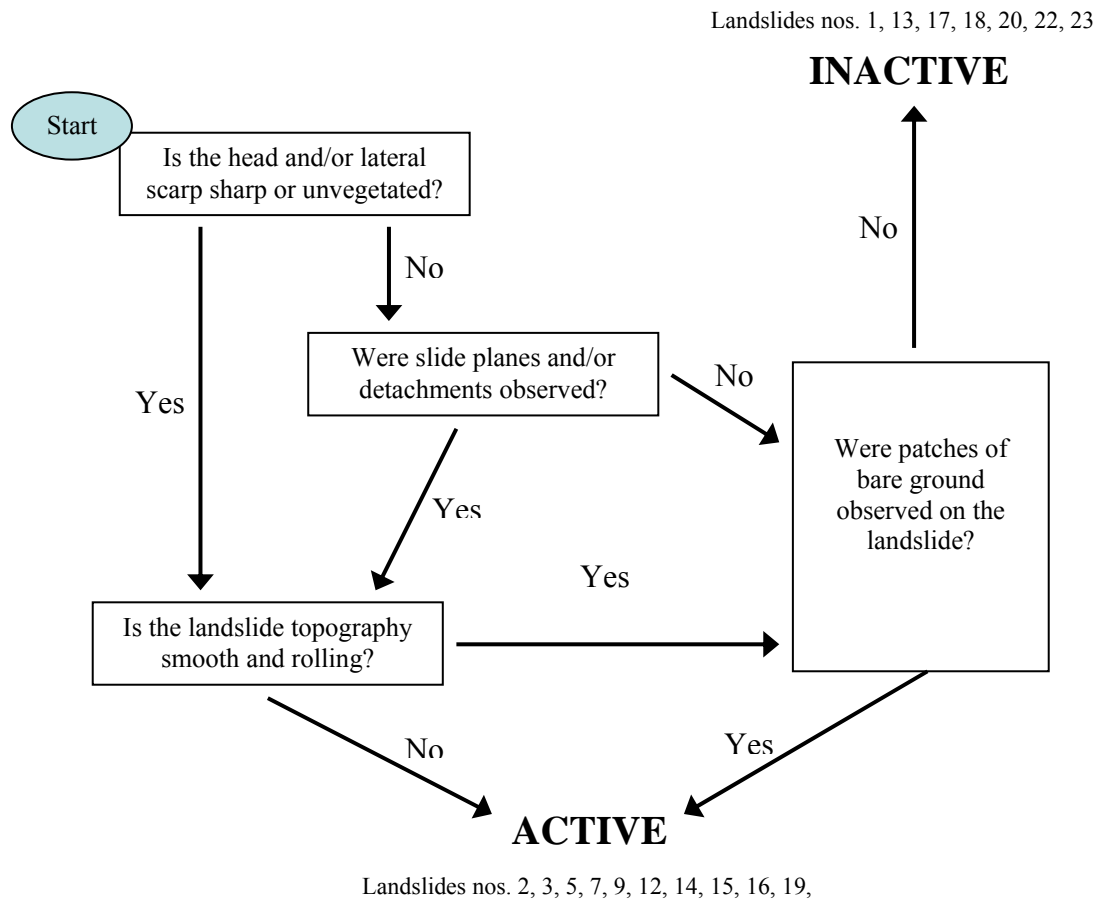 Landslides nos. 1, 13, 17, 18, 20, 22, 23
INACTIVE
Start
Is the head and/or lateral
scarp sharp or unvegetated?
No
No
Were slide planes and/or
detachments observed?
No
Yes
Were patches of
bare ground
observed on the
landslide?
Yes
Yes
Is the landslide topography
smooth and rolling?
No
Yes
ACTIVE
Landslides nos. 2, 3, 5, 7, 9, 12, 14, 15, 16, 19,